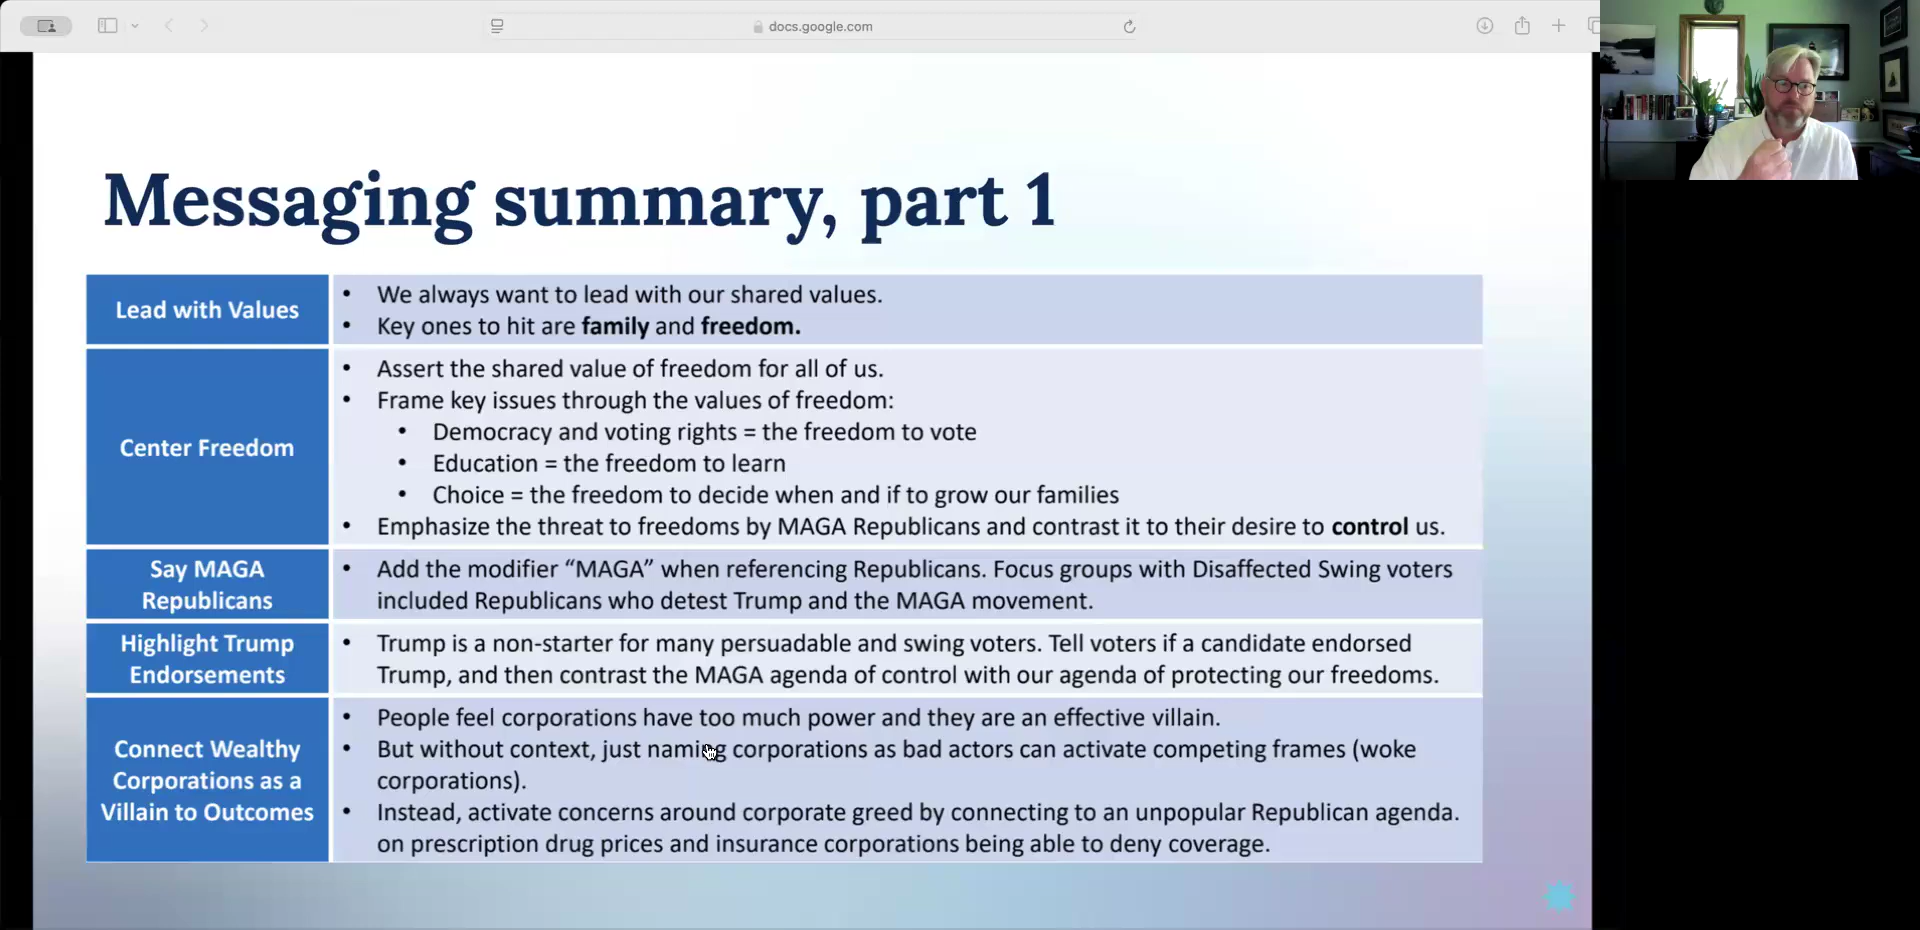 docs.google.com
Messaging summary, part 1
Lead with Values
• We always want to lead with our shared values.
• Key ones to hit are family and freedom.
Center Freedom
• Assert the shared value of freedom for all of us.
• Frame key issues through the values of freedom:
• Democracy and voting rights = the freedom to vote
• Education = the freedom to learn
• Choice = the freedom to decide when and if to grow our families
• Emphasize the threat to freedoms by MAGA Republicans and contrast it to their desire to control us.
Say MAGA
Republicans
• Add the modifier “MAGA” when referencing Republicans. Focus groups with Disaffected Swing voters
included Republicans who detest Trump and the MAGA movement.
Highlight Trump
Endorsements
• Trump is a non-starter for many persuadable and swing voters. Tell voters if a candidate endorsed
Trump, and then contrast the MAGA agenda of control with our agenda of protecting our freedoms.
Connect Wealthy
Corporations as a
Villain to Outcomes
• People feel corporations have too much power and they are an effective villain.
• But without context, just naming corporations as bad actors can activate competing frames (woke
corporations).
• Instead, activate concerns around corporate greed by connecting to an unpopular Republican agenda.
on prescription drug prices and insurance corporations being able to deny coverage.